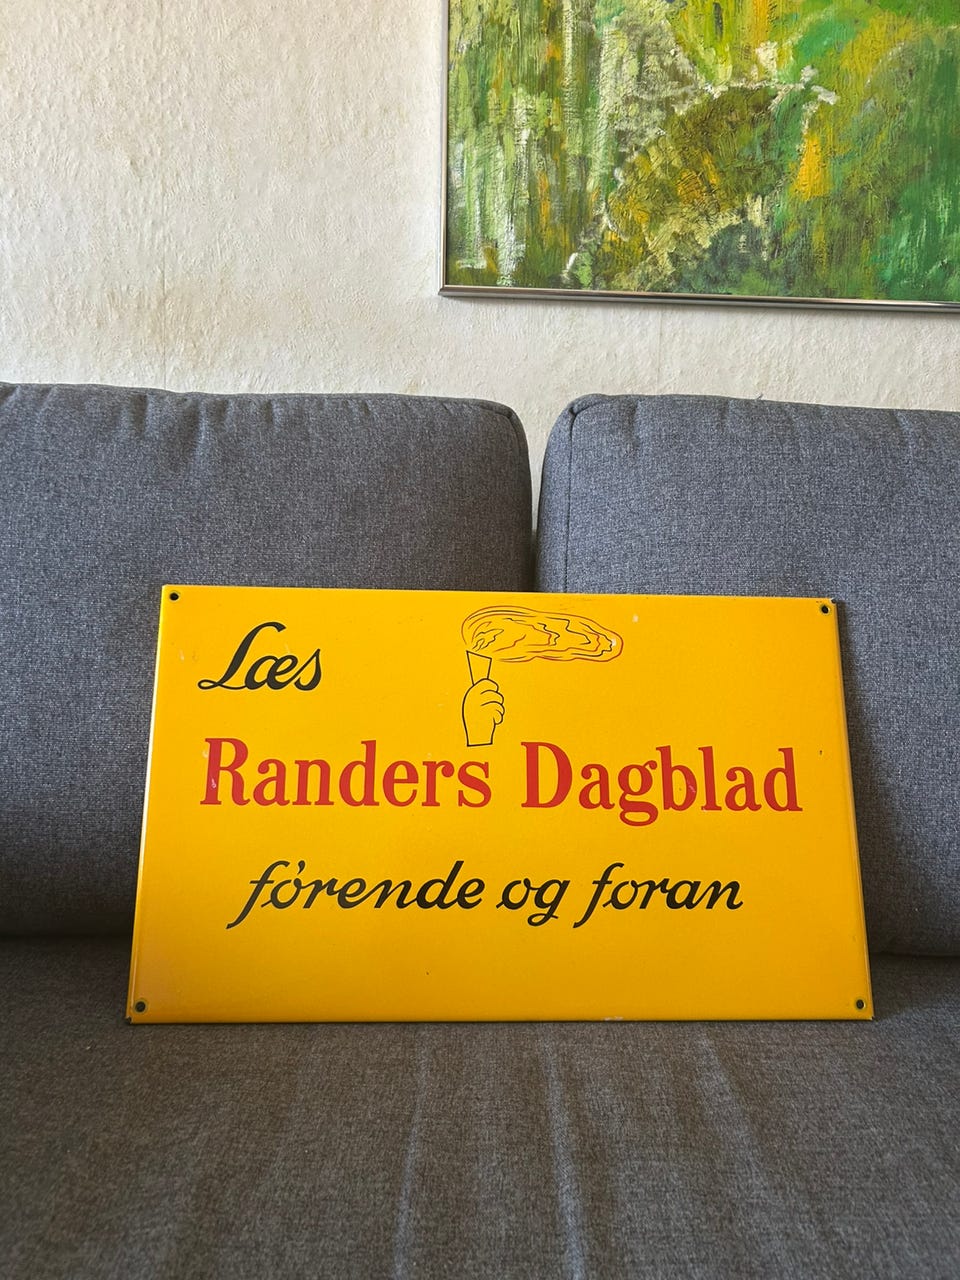 Læs
Randers Dagblad
førende og foran